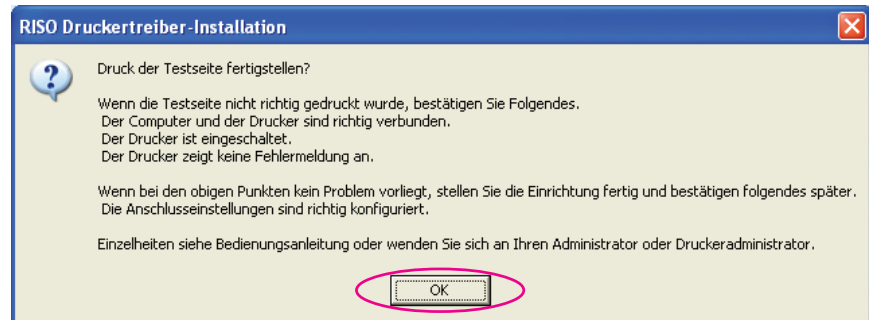 RISO Druckertreiber-Installation
Druck der Testseite fertigstellen?
Wenn die Testseite nicht richtig gedruckt wurde, bestätigen Sie Folgendes.
Der Computer und der Drucker sind richtig verbunden.
Der Drucker ist eingeschaltet.
Der Drucker zeigt keine Fehlermeldung an.
Wenn bei den obigen Punkten kein Problem vorliegt, stellen Sie die Einrichtung fertig und bestätigen folgendes später.
Die Anschlusseinstellungen sind richtig konfiguriert.
Einzelheiten siehe Bedienungsanleitung oder wenden Sie sich an Ihren Administrator oder Druckeradministrator.
OK